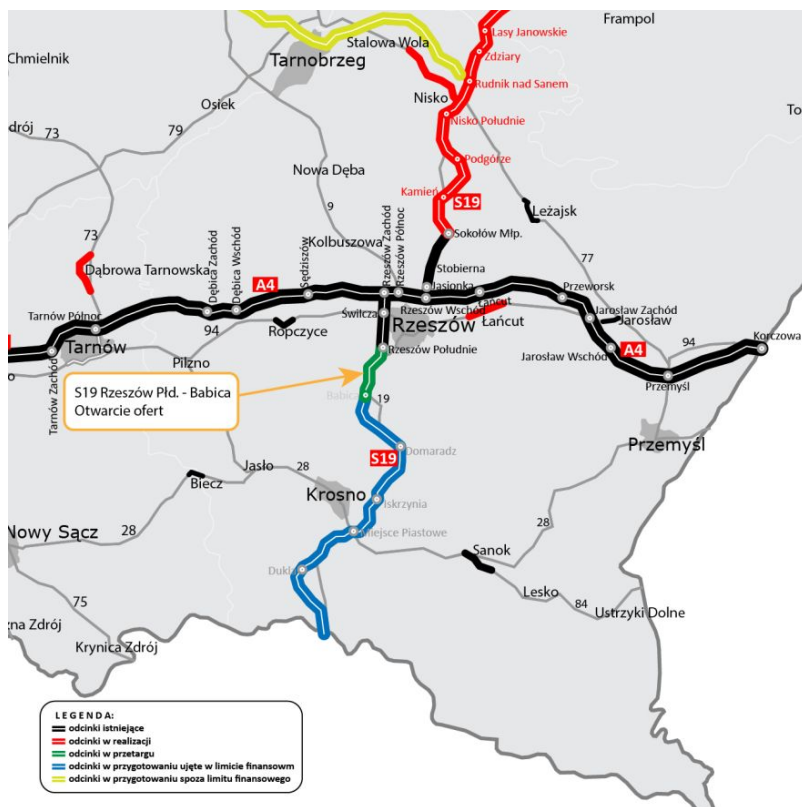 Frampol
Lasy Janowskie
Stalowa Wola
Zdziary
Chmielnik
Tarnobrzeg
Rudnik nad Sanem
Osiek
Nisko
Nisko Południe
drój
73
79
Podgórze
Nowa Dęba
Kamień
S19
9
Leżajsk
Sokołów Młp.
73
Kolbuszowa
Rzeszów Zachód
Rzeszów Północ
77
Dębica Zachód
Dębica Wschód
Sędziszów
Stobierna
Dąbrowa Tarnowska
A4
Jasionka
Przeworsk
Łańcut
Rzeszów Wschód
Jarosław Zachód
Tarnów Północ
Świlcza
Rzeszów
Łańcut
Jarosław
94
Ropczyce
Korczowa
Tarnów
Rzeszów Południe
94
Jarosław Wschód
A4
Pilzno
Tarnów Zachód
Przemyśl
S19 Rzeszów Płd. - Babica
Otwarcie ofert
Babica
19
Przemyśl
Domaradz
S19
Jasło
28
Biecz
Krosno
Iskrzynia
Nowy Sącz
28
Miejsce Piastowe
28
Sanok
Dukla
Lesko
84
Ustrzyki Dolne
75
Krynica Zdrój
LEGENDA:
odcinki istniejące
odcinki w realizacji
odcinki w przetargu
odcinki w przygotowaniu ujęte w limicie finansowm
odcinki w przygotowaniu spoza limitu finansowego